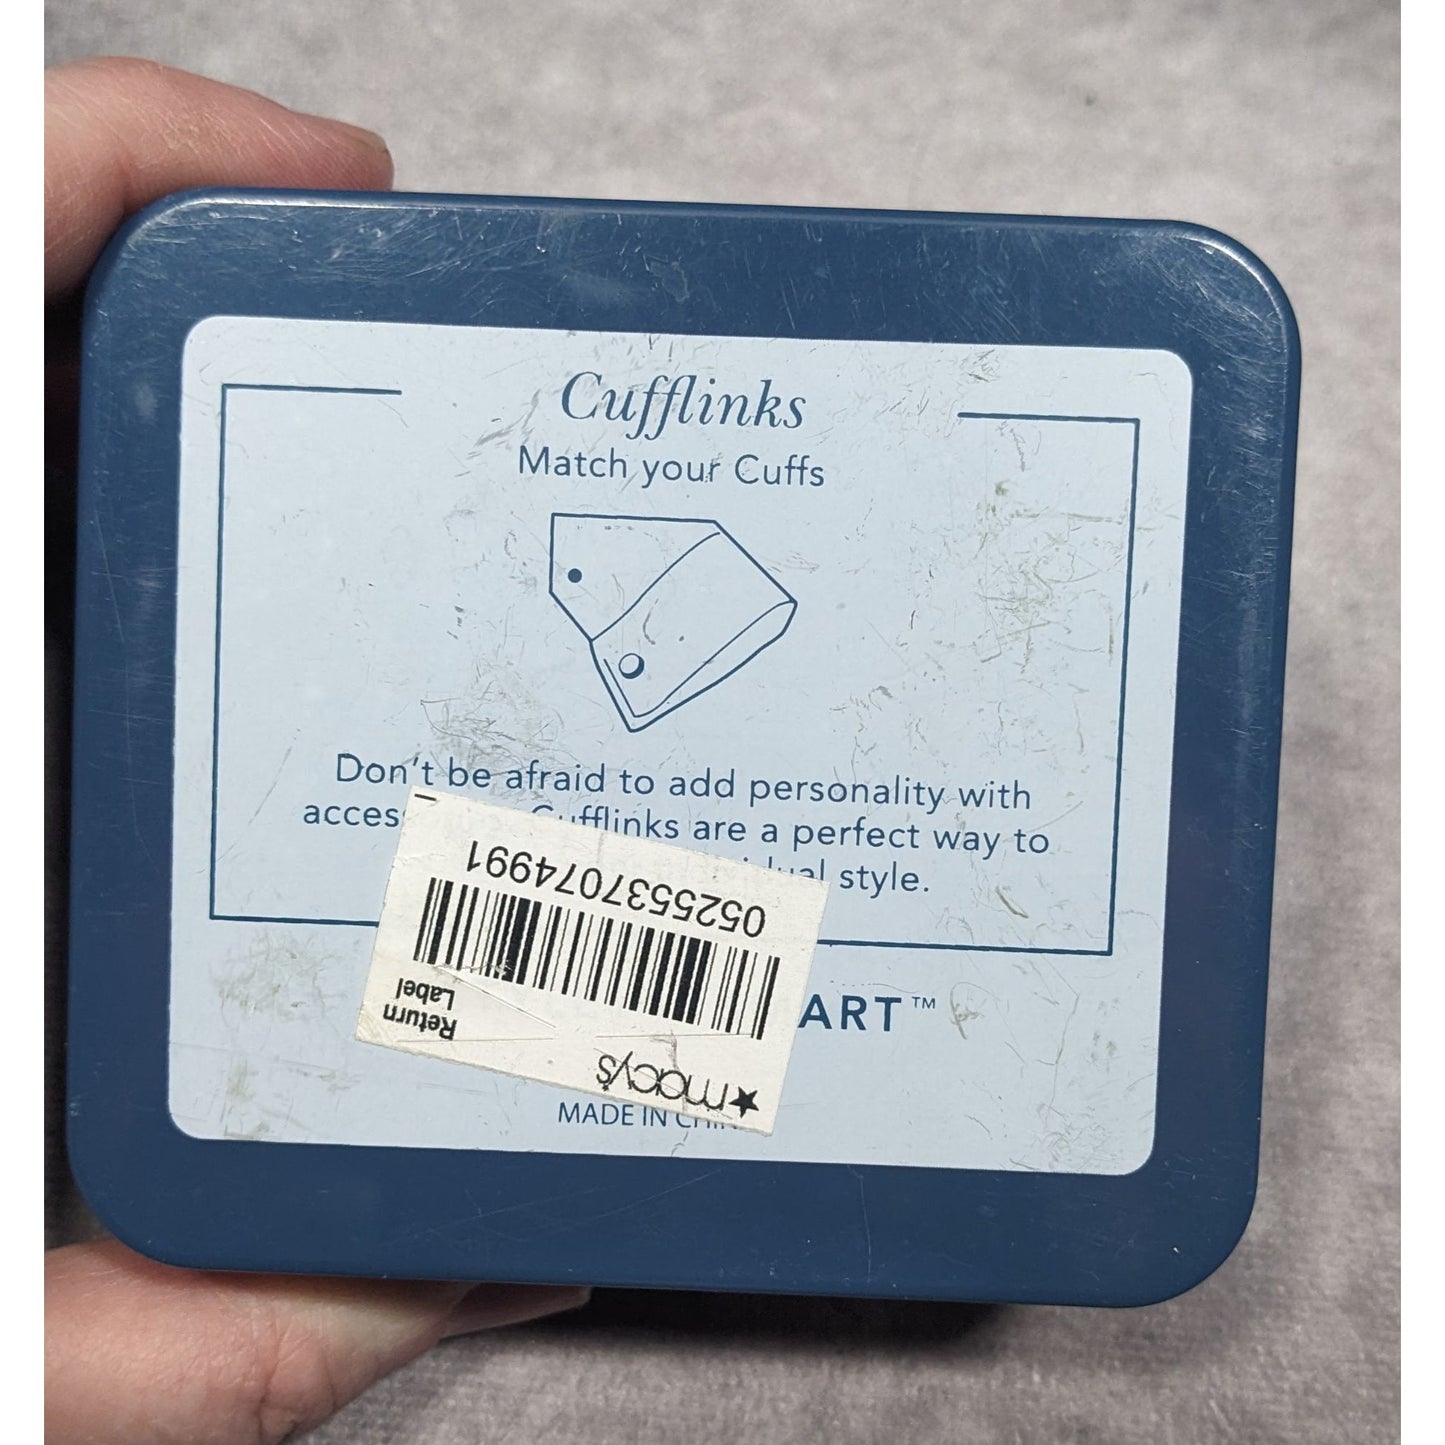 Cufflinks
Match your Cuffs
Don't be afraid to add personality with
Cufflinks are a perfect way to
style.
ART™
MADE IN
★macy's
Return
Label
0525537074991